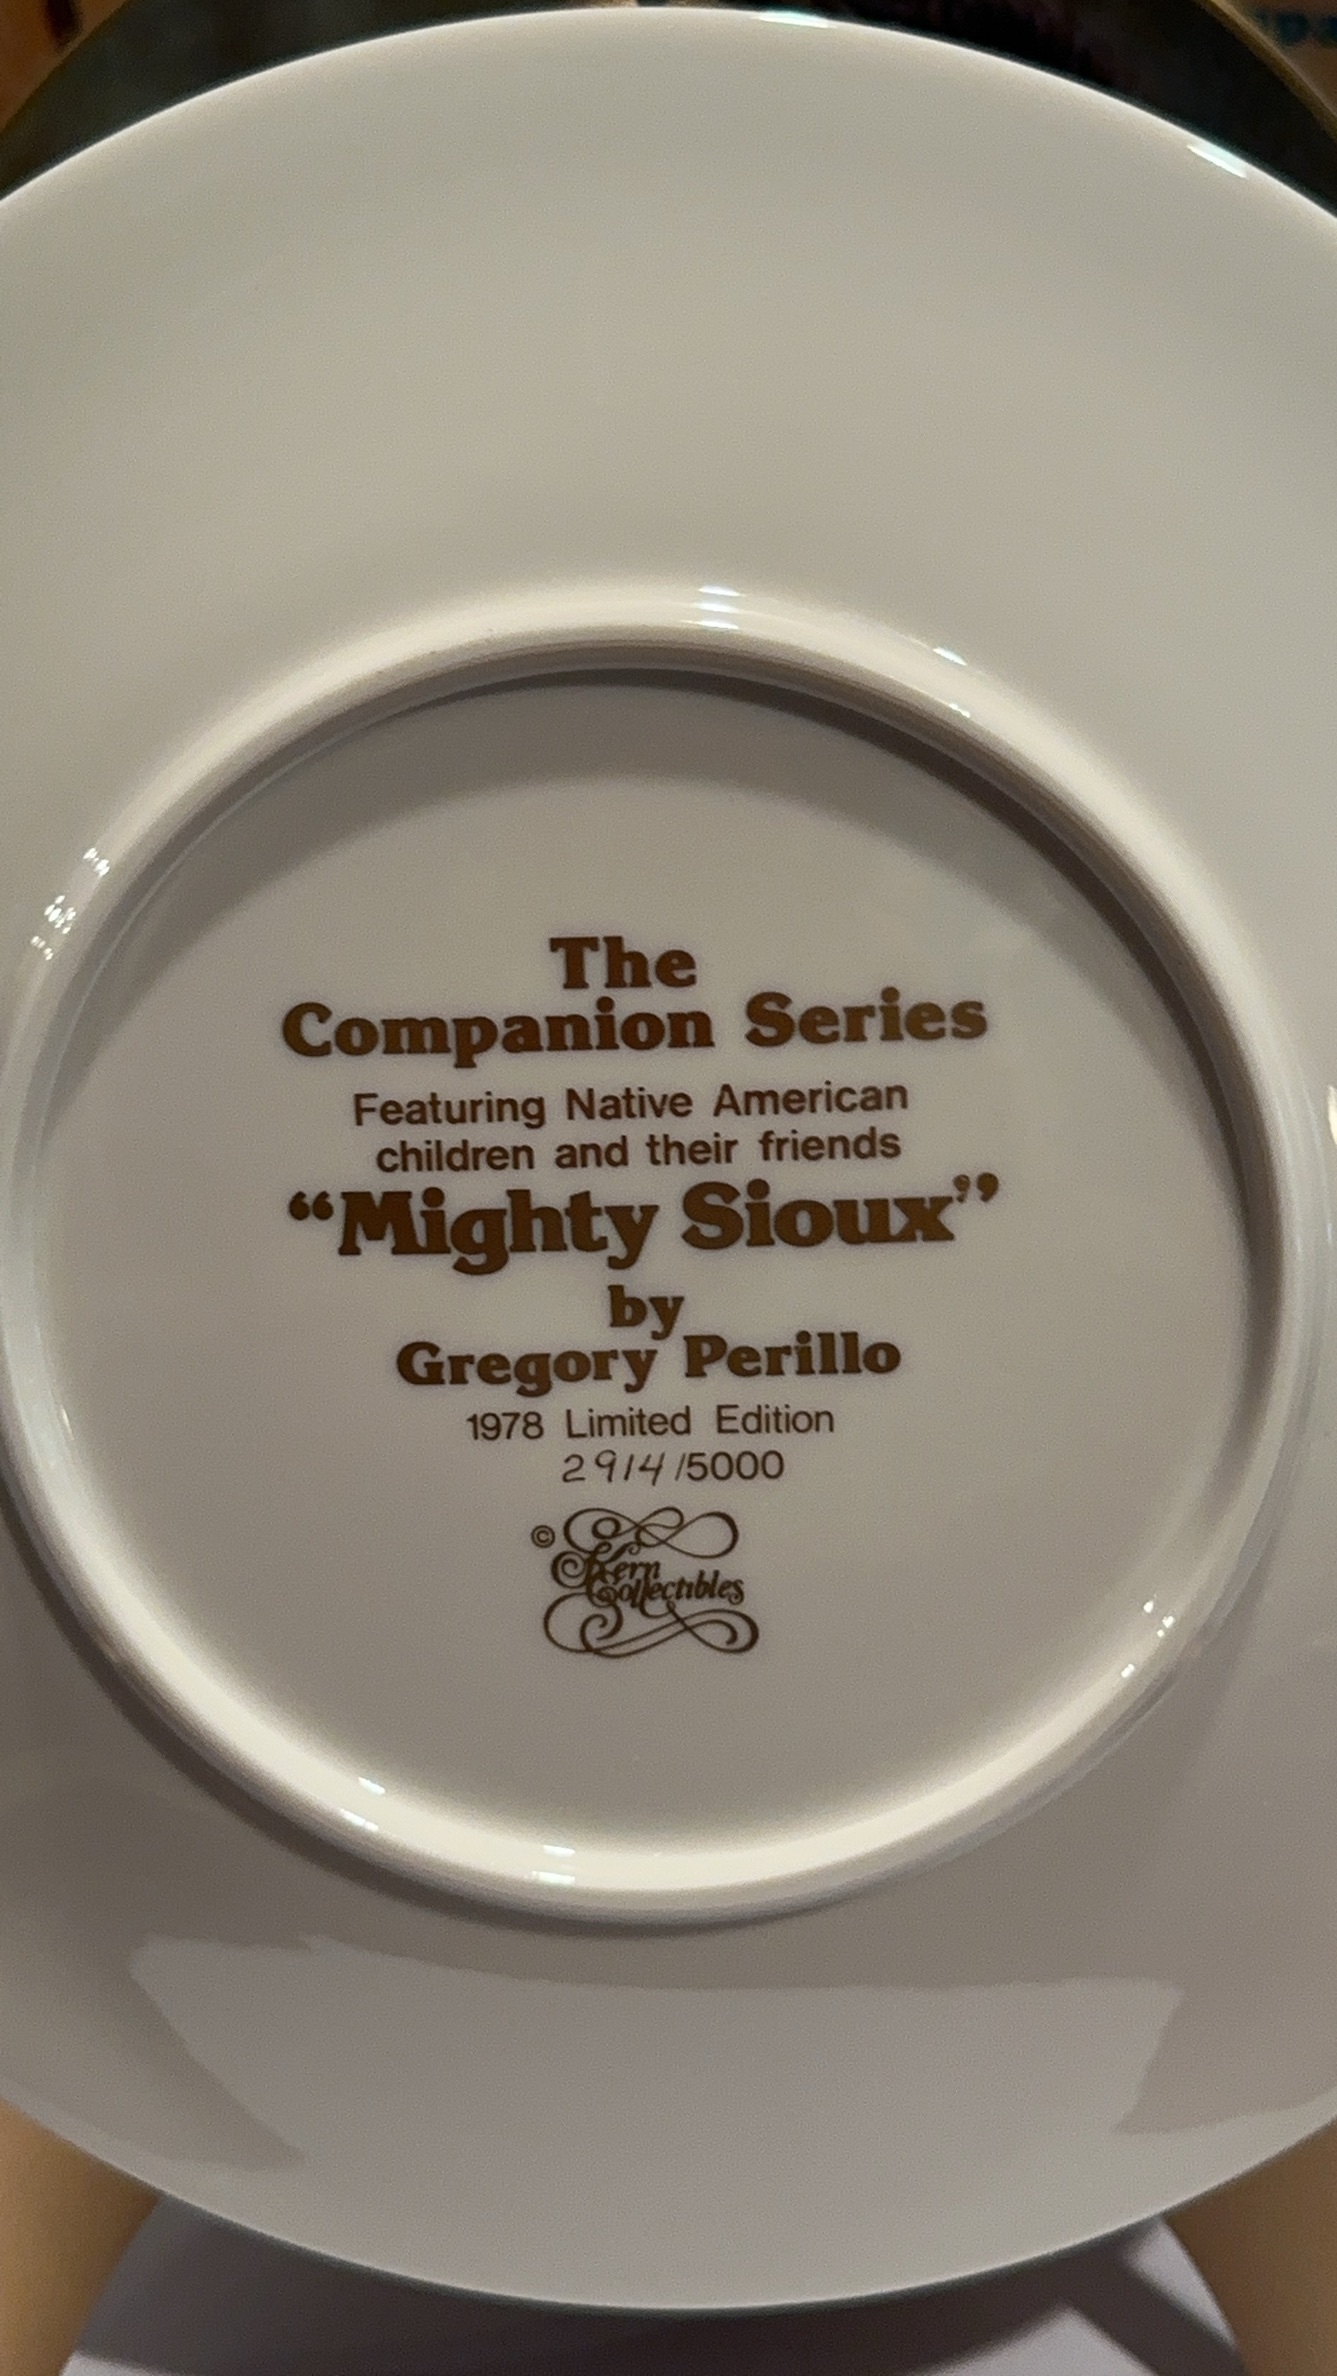 The
Companion Series
Featuring Native American
children and their friends
“Mighty Sioux”
by
Gregory Perillo
1978 Limited Edition
2914/5000
©
Kern
Collectibles